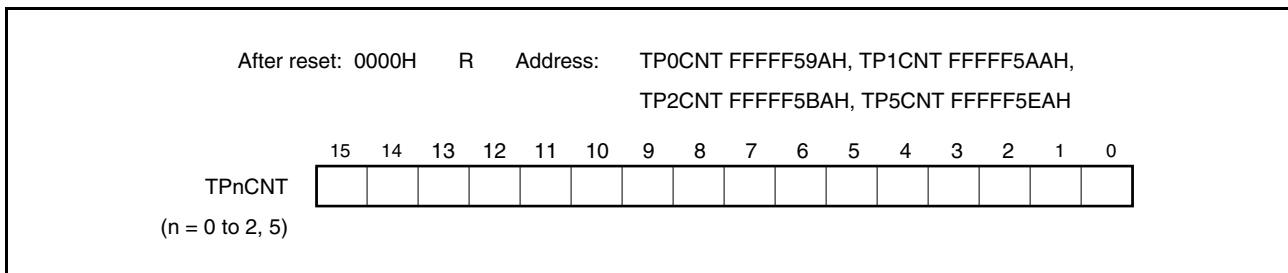 After reset: 0000H R Address: TP0CNT FFFFF59AH, TP1CNT FFFFF5AAH,
TP2CNT FFFFF5BAH, TP5CNT FFFFF5EAH
15 14 13 12 11 10 9 8 7 6 5 4 3 2 1 0
TPnCNT
(n = 0 to 2, 5)